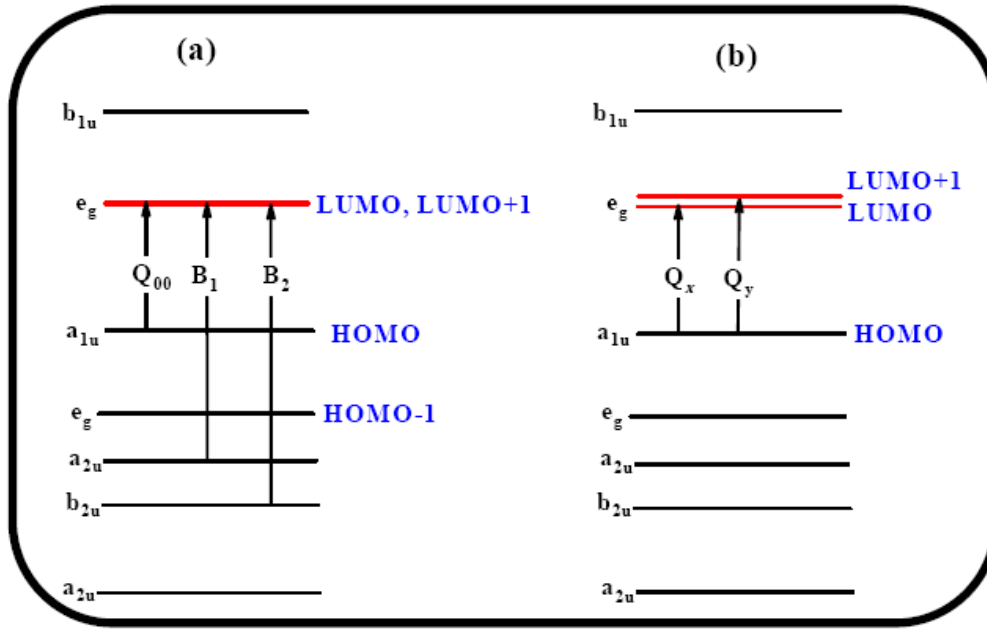 (a)
b1u
eg
LUMO, LUMO+1
Q00
B1
B2
a1u
HOMO
eg
HOMO-1
a2u
b2u
a2u
(b)
b1u
LUMO+1
eg
LUMO
Qx
Qy
a1u
HOMO
eg
a2u
b2u
a2u